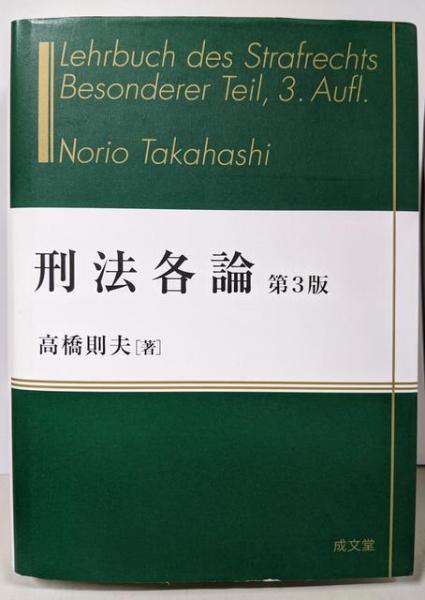 Lehrbuch des Strafrechts
Besonderer Teil, 3. Aufl.
Norio Takahashi
刑法各論 第3版
高橋則夫[著]
成文堂